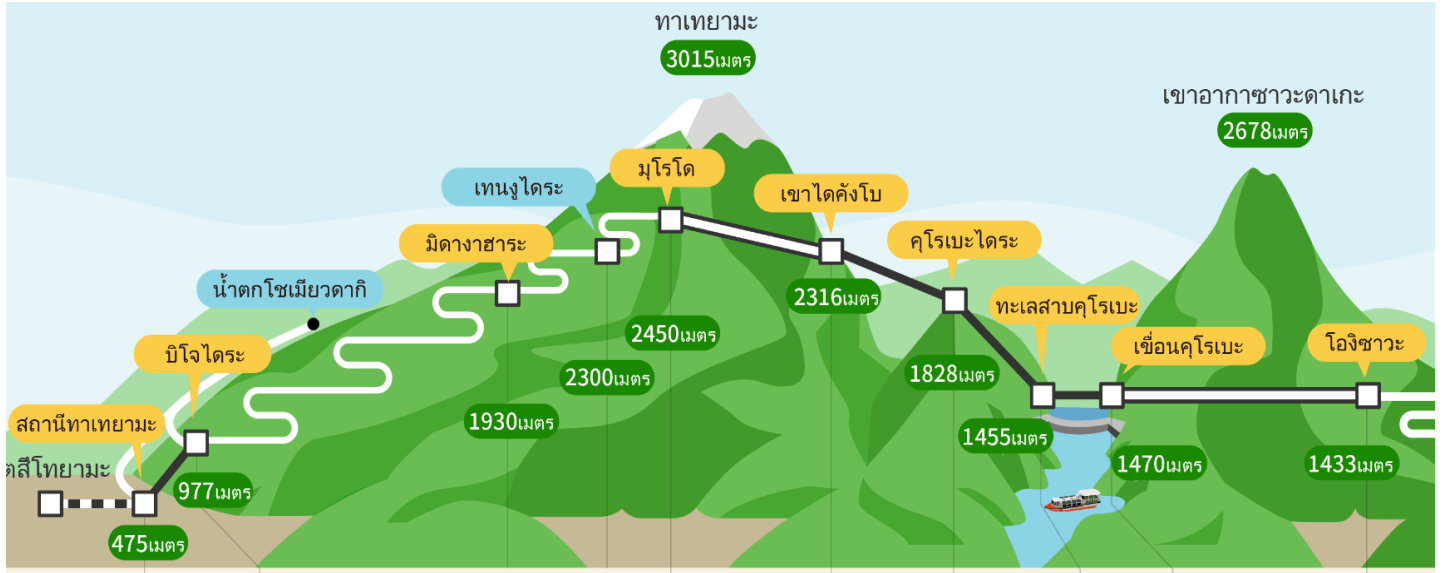 ทาเทยามะ
3015เมตร
เขาอากาซาวะดาเกะ
2678เมตร
มุโรโด
เทนงูไดระ
เขาไดคังโบ
มิดางาฮาระ
คุโรเบะไดระ
น้ำตกโชเมียวดากิ
2316เมตร
ทะเลสาบคุโรเบะ
2450เมตร
บิโจไดระ
เขื่อนคุโรเบะ
โองิซาวะ
2300เมตร
1828เมตร
สถานีทาเทยามะ
1930เมตร
1455เมตร
ตสึโทยามะ
1470เมตร
1433เมตร
977เมตร
475เมตร